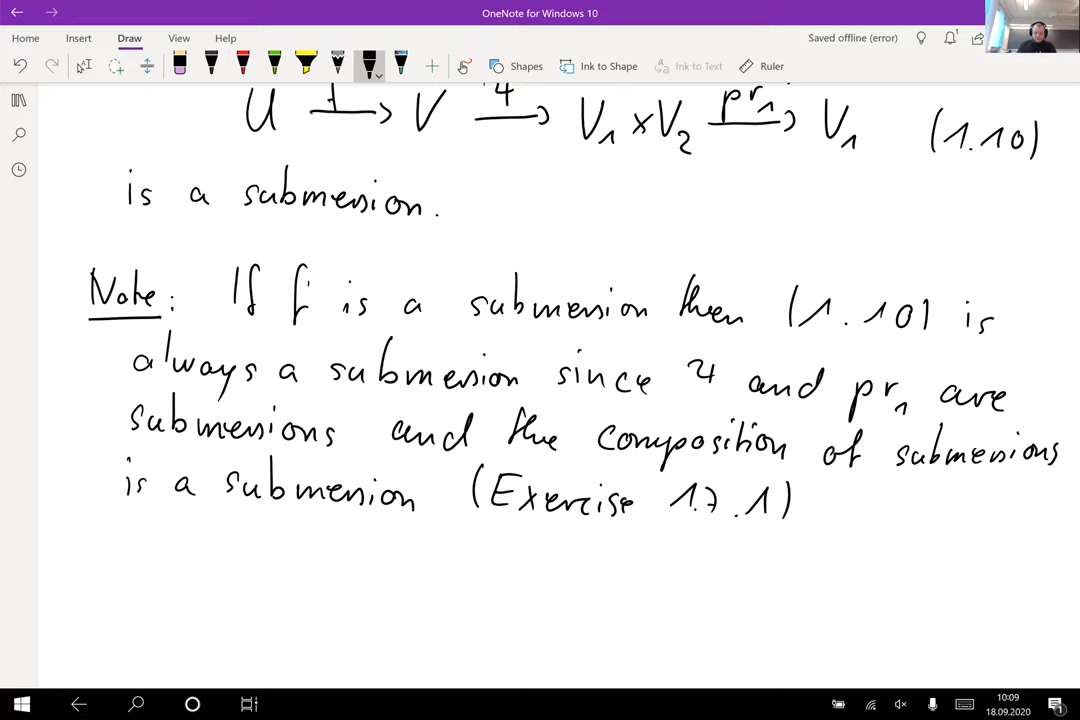 OneNote for Windows 10
Home Insert Draw View Help Saved offline (error)
Shapes Ink to Shape Ink to Text Ruler
U f→ V ψ→ V₁ × V₂ pr₁→ V₁ (1.10)
is a submersion.
Note: If f is a submersion then (1.10) is
always a submersion since ψ and pr₁ are
submersions and the composition of submersions
is a submersion (Exercise 1.7.1)
10:09
18.09.2020